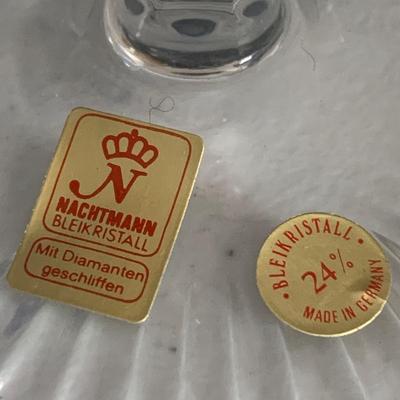 N
NACHTMANN
BLEIKRISTALL
Mit Diamanten
geschliffen
• BLEIKRISTALL •
24%
MADE IN GERMANY